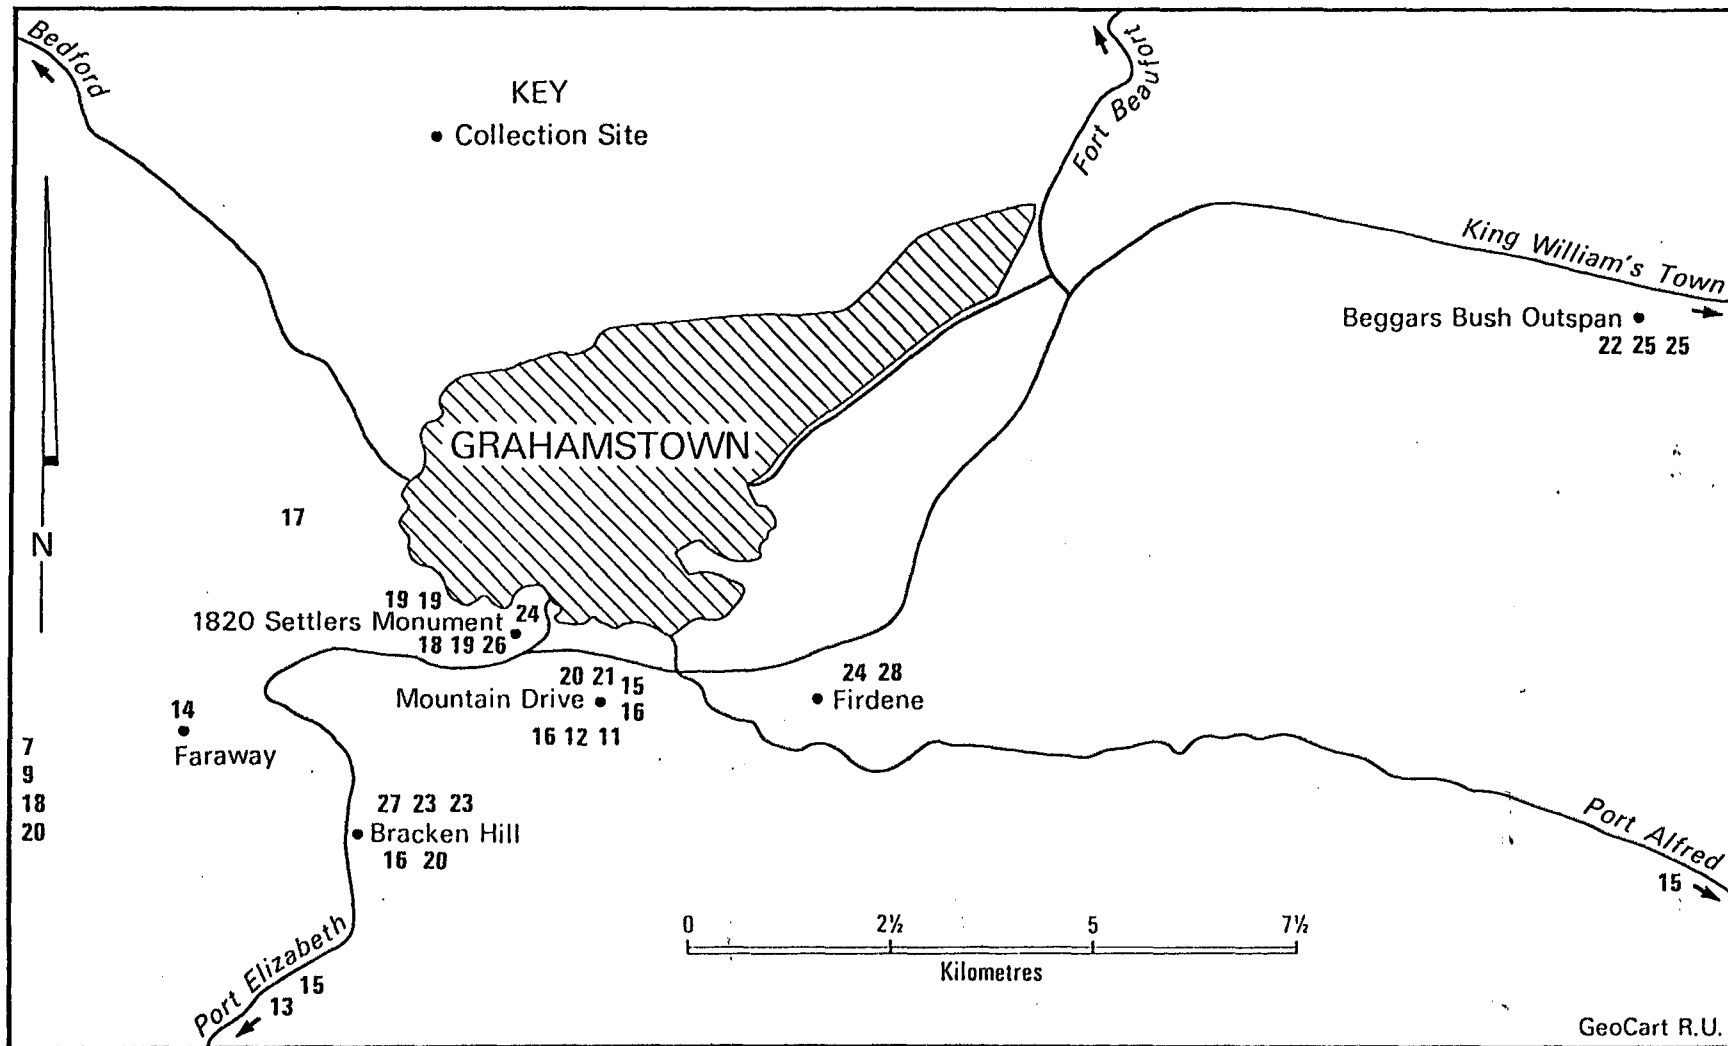 Bedford
KEY
Collection Site
Fort Beaufort
King William's Town
Beggars Bush Outspan
22 25 25
GRAHAMSTOWN
17
N
19 19
1820 Settlers Monument
24
18 19 26
20 21
15
Mountain Drive
16
16 12 11
24 28
Firdene
14
Faraway
7
9
18
20
27 23 23
Bracken Hill
16 20
Port Alfred
15
0 2½ 5 7½
Kilometres
Port Elizabeth
15
13
GeoCart R.U.